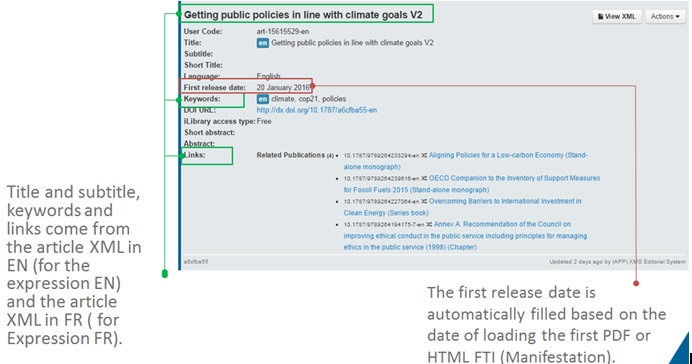 Getting public policies in line with climate goals V2
View XML
Actions
User Code: art-15615529-en
Title: en Getting public policies in line with climate goals V2
Subtitle:
Short Title:
Language: English
First release date: 20 January 2016
Keywords: en climate, cop21, policies
DOI URL: http://dx.doi.org/10.1787/a6cfba55-en
iLibrary access type: Free
Short abstract:
Abstract:
Links: Related Publications (4) • 10.1787/9789264233294-en Aligning Policies for a Low-carbon Economy (Stand-
alone monograph)
• 10.1787/9789264239616-en OECD Companion to the Inventory of Support Measures
for Fossil Fuels 2015 (Stand-alone monograph)
• 10.1787/9789264227064-en Overcoming Barriers to International Investment in
Clean Energy (Series book)
• 10.1787/9789264194175-7-en Annex A. Recommendation of the Council on
improving ethical conduct in the public service including principles for managing
ethics in the public service (1998) (Chapter)
a6cfba55
Updated 2 days ago by (APP) XMS Editorial System
Title and subtitle,
keywords and
links come from
the article XML in
EN (for the
expression EN)
and the article
XML in FR ( for
Expression FR).
The first release date is
automatically filled based on the
date of loading the first PDF or
HTML FTI (Manifestation).